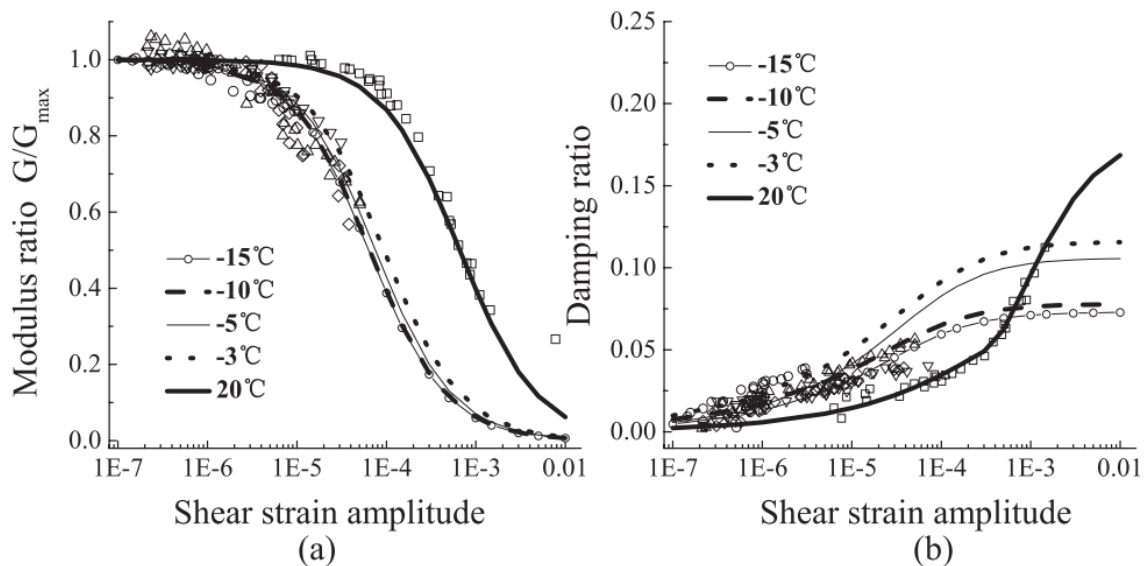 Modulus ratio G/Gmax
1.0
0.8
0.6
0.4
0.2
0.0
-15℃
-10℃
-5℃
-3℃
20℃
1E-7
1E-6
1E-5
1E-4
1E-3
0.01
Shear strain amplitude
(a)
Damping ratio
0.25
0.20
0.15
0.10
0.05
0.00
-15℃
-10℃
-5℃
-3℃
20℃
1E-7
1E-6
1E-5
1E-4
1E-3
0.01
Shear strain amplitude
(b)